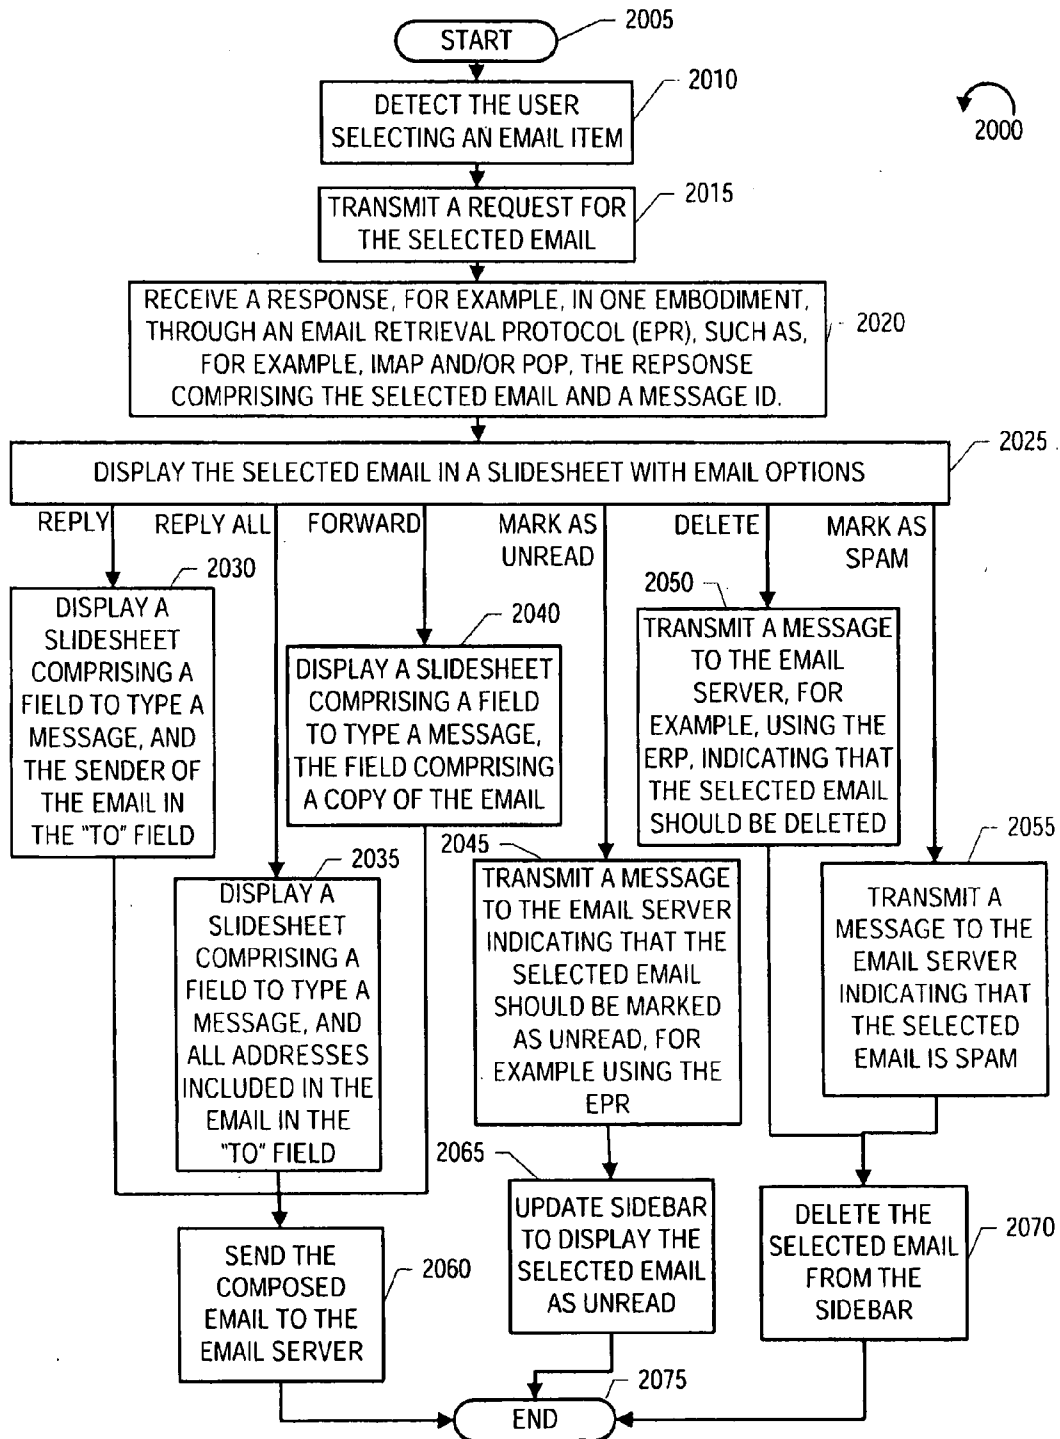 START
2005
2010
DETECT THE USER
SELECTING AN EMAIL ITEM
2000
2015
TRANSMIT A REQUEST FOR
THE SELECTED EMAIL
RECEIVE A RESPONSE, FOR EXAMPLE, IN ONE EMBODIMENT,
THROUGH AN EMAIL RETRIEVAL PROTOCOL (EPR), SUCH AS,
FOR EXAMPLE, IMAP AND/OR POP, THE REPSONSE
COMPRISING THE SELECTED EMAIL AND A MESSAGE ID.
2020
2025
DISPLAY THE SELECTED EMAIL IN A SLIDESHEET WITH EMAIL OPTIONS
REPLY
REPLY ALL
FORWARD
MARK AS
UNREAD
DELETE
MARK AS
SPAM
2030
DISPLAY A
SLIDESHEET
COMPRISING A
FIELD TO TYPE A
MESSAGE, AND
THE SENDER OF
THE EMAIL IN
THE "TO" FIELD
2040
DISPLAY A SLIDESHEET
COMPRISING A FIELD
TO TYPE A MESSAGE,
THE FIELD COMPRISING
A COPY OF THE EMAIL
2050
TRANSMIT A MESSAGE
TO THE EMAIL
SERVER, FOR
EXAMPLE, USING THE
ERP, INDICATING THAT
THE SELECTED EMAIL
SHOULD BE DELETED
2035
DISPLAY A
SLIDESHEET
COMPRISING A
FIELD TO TYPE A
MESSAGE, AND
ALL ADDRESSES
INCLUDED IN THE
EMAIL IN THE
"TO" FIELD
2045
TRANSMIT A MESSAGE
TO THE EMAIL SERVER
INDICATING THAT THE
SELECTED EMAIL
SHOULD BE MARKED
AS UNREAD, FOR
EXAMPLE USING THE
EPR
2055
TRANSMIT A
MESSAGE TO THE
EMAIL SERVER
INDICATING THAT
THE SELECTED
EMAIL IS SPAM
SEND THE
COMPOSED
EMAIL TO THE
EMAIL SERVER
2060
2065
UPDATE SIDEBAR
TO DISPLAY THE
SELECTED EMAIL
AS UNREAD
DELETE THE
SELECTED EMAIL
FROM THE
SIDEBAR
2070
2075
END